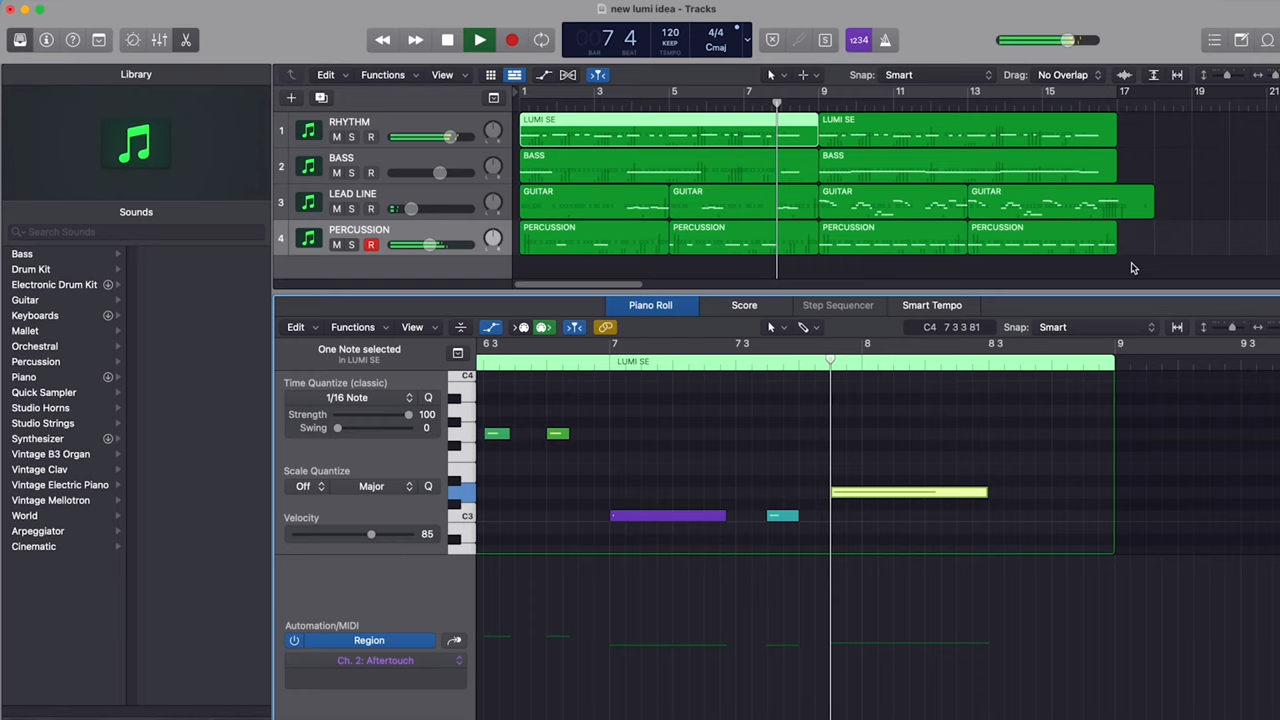 new lumi idea - Tracks
007 4
BAR BEAT
120
KEEP
TEMPO
4/4
Cmaj
1234
Library
Edit Functions View
Snap: Smart
Drag: No Overlap
1 3 5 7 9 11 13 15 17 19 21
1 RHYTHM
M S R
L R
LUMI SE LUMI SE
2 BASS
M S R
L R
BASS BASS
3 LEAD LINE
M S R
L R
GUITAR GUITAR GUITAR GUITAR
4 PERCUSSION
M S R
L R
PERCUSSION PERCUSSION PERCUSSION PERCUSSION
Sounds
Search Sounds
Bass
Drum Kit
Electronic Drum Kit
Guitar
Keyboards
Mallet
Orchestral
Percussion
Piano
Quick Sampler
Studio Horns
Studio Strings
Synthesizer
Vintage B3 Organ
Vintage Clav
Vintage Electric Piano
Vintage Mellotron
World
Arpeggiator
Cinematic
Piano Roll Score Step Sequencer Smart Tempo
Edit Functions View
C4 7 3 3 81
Snap: Smart
One Note selected
in LUMI SE
6 3 7 7 3 8 8 3 9 9 3
LUMI SE
C4
C3
Time Quantize (classic)
1/16 Note Q
Strength 100
Swing 0
Scale Quantize
Off Major Q
Velocity
85
Automation/MIDI
Region
Ch. 2: Aftertouch